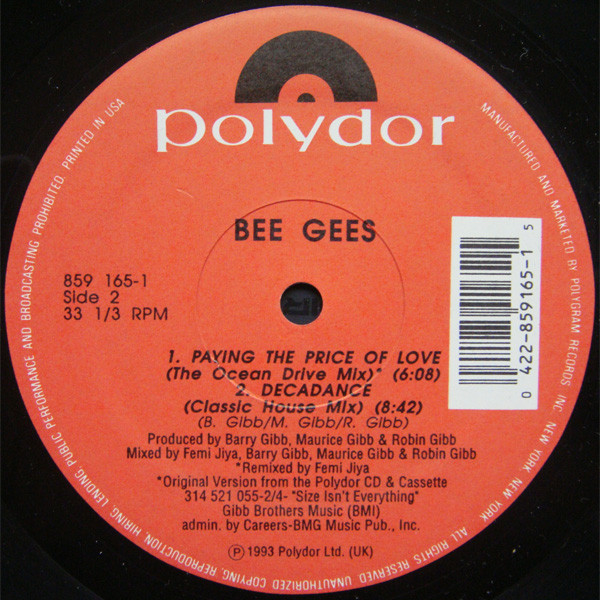 polydor
BEE GEES
859 165-1
Side 2
33 1/3 RPM
1. PAYING THE PRICE OF LOVE
(The Ocean Drive Mix)* (6:08)
2. DECADANCE
(Classic House Mix) (8:42)
(B. Gibb/M. Gibb/R. Gibb)
Produced by Barry Gibb, Maurice Gibb & Robin Gibb
Mixed by Femi Jiya, Barry Gibb, Maurice Gibb & Robin Gibb
*Remixed by Femi Jiya
*Original Version from the Polydor CD & Cassette
314 521 055-2/4- "Size Isn't Everything"
Gibb Brothers Music (BMI)
admin. by Careers-BMG Music Pub., Inc.
℗ 1993 Polydor Ltd. (UK)
0 422-859165-1 5
MANUFACTURED AND MARKETED BY POLYGRAM RECORDS INC. NEW YORK, NEW YORK. ALL RIGHTS RESERVED. UNAUTHORIZED COPYING, REPRODUCTION HIRING, LENDING, PUBLIC PERFORMANCE AND BROADCASTING PROHIBITED. PRINTED IN USA